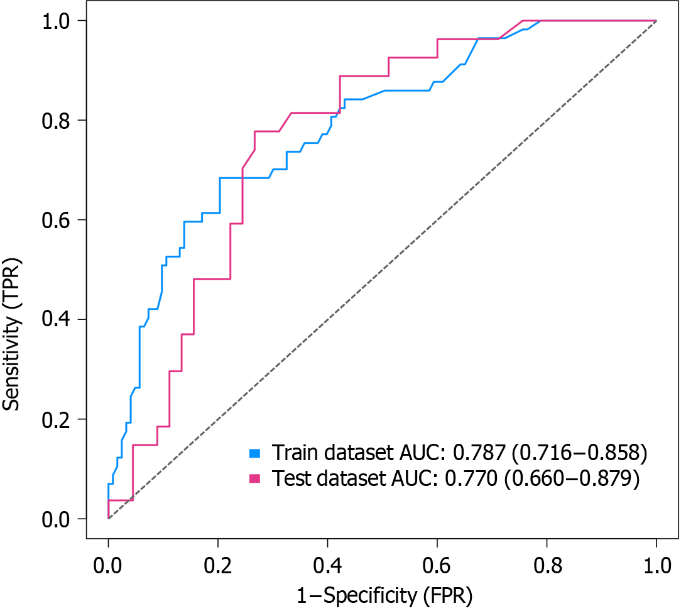 1.0
0.8
0.6
0.4
0.2
0.0
Sensitivity (TPR)
Train dataset AUC: 0.787 (0.716−0.858)
Test dataset AUC: 0.770 (0.660−0.879)
0.0 0.2 0.4 0.6 0.8 1.0
1−Specificity (FPR)